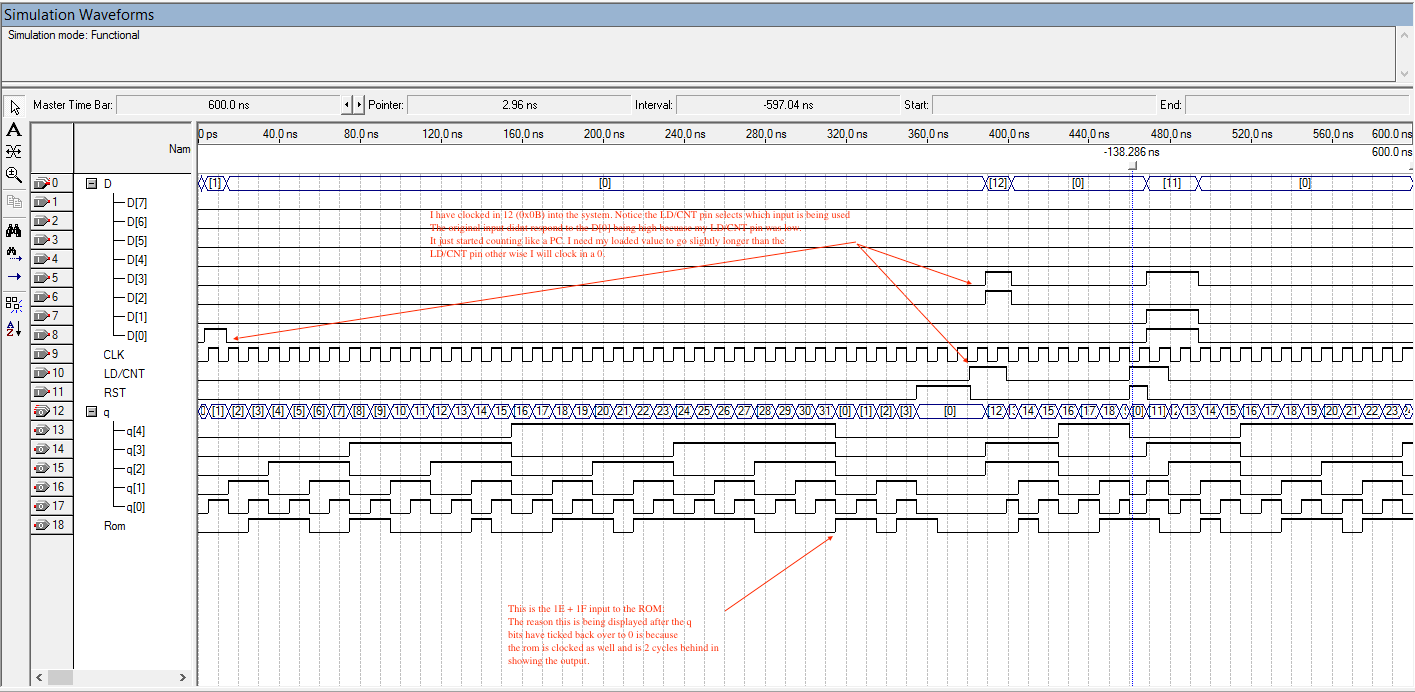 Simulation Waveforms
Simulation mode: Functional
Master Time Bar: 600.0 ns Pointer: 2.96 ns Interval: -597.04 ns Start: End:
Nam
0 ps 40.0 ns 80.0 ns 120.0 ns 160.0 ns 200.0 ns 240.0 ns 280.0 ns 320.0 ns 360.0 ns 400.0 ns 440.0 ns 480.0 ns 520.0 ns 560.0 ns 600.0 ns
-138.286 ns 600.0 ns
0 D [1] [0] [12] [0] [11] [0]
1 D[7]
2 D[6]
3 D[5]
4 D[4]
5 D[3]
6 D[2]
7 D[1]
8 D[0]
I have clocked in 12 (0x0B) into the system. Notice the LD/CNT pin selects which input is being used
The original input didnt respond to the D[0] being high because my LD/CNT pin was low.
It just started counting like a PC. I need my loaded value to go slightly longer than the
LD/CNT pin other wise I will clock in a 0.
9 CLK
10 LD/CNT
11 RST
12 q [1] [2] [3] [4] [5] [6] [7] [8] [9] 10 11 12 13 14 15 16 17 18 19 20 21 22 23 24 25 26 27 28 29 30 31 [0] [1] [2] [3] [0] 12 14 15 16 17 18 [0] 11 13 14 15 16 17 18 19 20 21 22 23
13 q[4]
14 q[3]
15 q[2]
16 q[1]
17 q[0]
18 Rom
This is the 1E + 1F input to the ROM.
The reason this is being displayed after the q
bits have ticked back over to 0 is because
the rom is clocked as well and is 2 cycles behind in
showing the output.